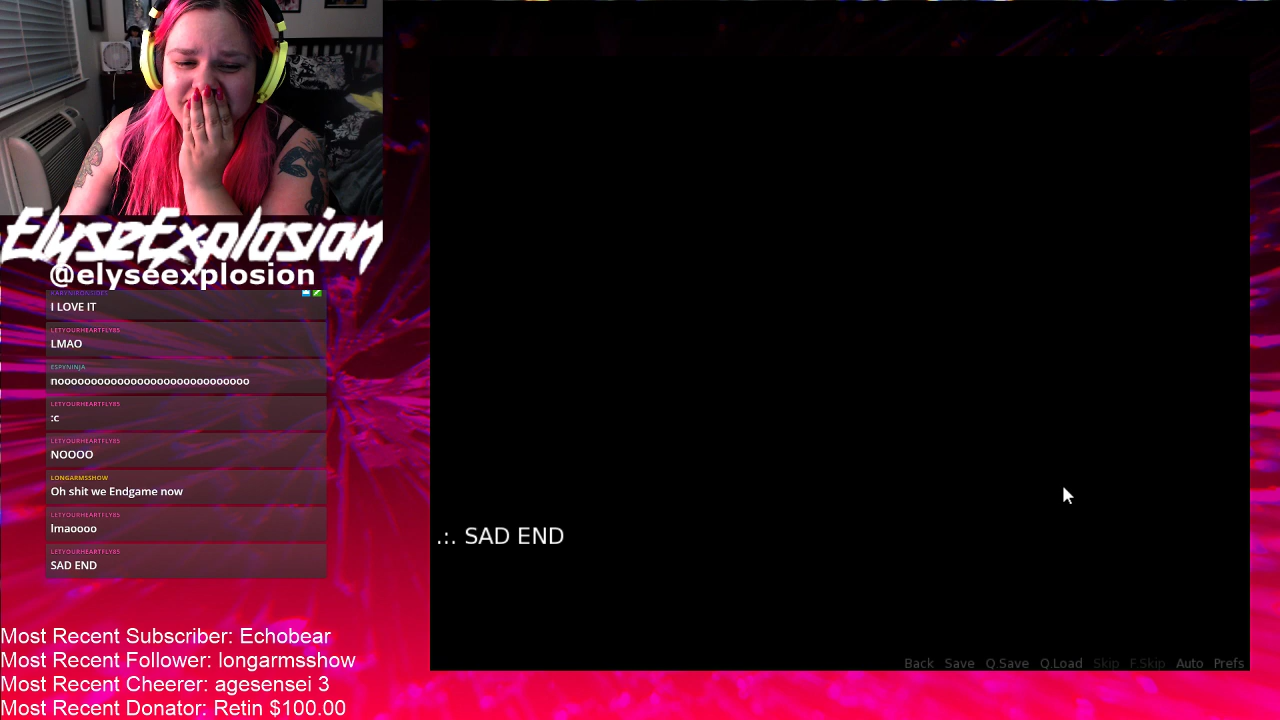 ElyseExplosion
@elyseexplosion
I LOVE IT
LETYOURHEARTFLY85
LMAO
ESPYNINJA
nooooooooooooooooooooooooooooo
LETYOURHEARTFLY85
:c
LETYOURHEARTFLY85
NOOOO
LONGARMSSHOW
Oh shit we Endgame now
LETYOURHEARTFLY85
lmaoooo
LETYOURHEARTFLY85
SAD END
Most Recent Subscriber: Echobear
Most Recent Follower: longarmsshow
Most Recent Cheerer: agesensei 3
Most Recent Donator: Retin $100.00
.:. SAD END
Back Save Q.Save Q.Load Skip F.Skip Auto Prefs